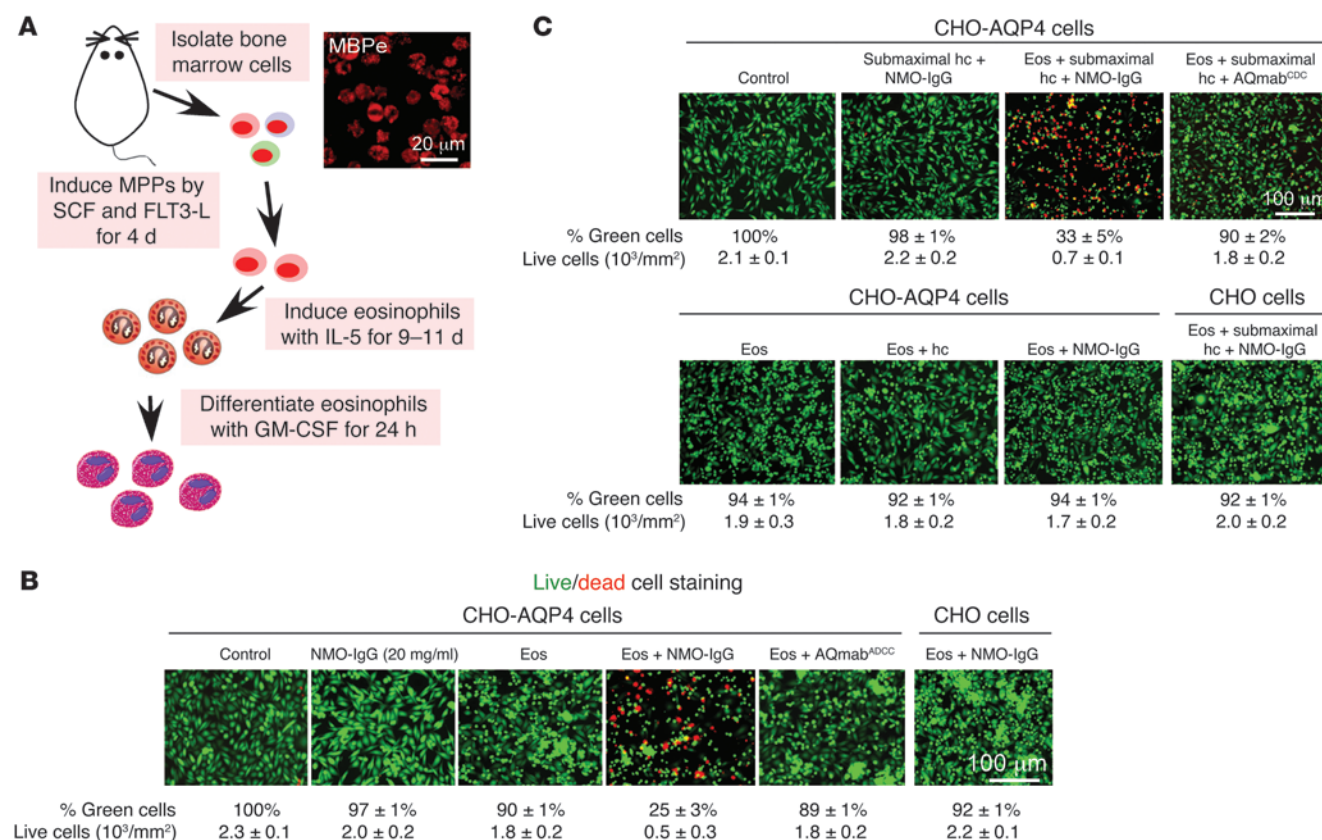 A
Isolate bone
marrow cells
MBPe
20 μm
Induce MPPs by
SCF and FLT3-L
for 4 d
Induce eosinophils
with IL-5 for 9–11 d
Differentiate eosinophils
with GM-CSF for 24 h
C
CHO-AQP4 cells
Control
Submaximal hc +
NMO-IgG
Eos + submaximal
hc + NMO-IgG
Eos + submaximal
hc + AQmabCDC
100 μm
% Green cells 100% 98 ± 1% 33 ± 5% 90 ± 2%
Live cells (10³/mm²) 2.1 ± 0.1 2.2 ± 0.2 0.7 ± 0.1 1.8 ± 0.2
CHO-AQP4 cells CHO cells
Eos
Eos + hc
Eos + NMO-IgG
Eos + submaximal
hc + NMO-IgG
% Green cells 94 ± 1% 92 ± 1% 94 ± 1% 92 ± 1%
Live cells (10³/mm²) 1.9 ± 0.3 1.8 ± 0.2 1.7 ± 0.2 2.0 ± 0.2
B
Live/dead cell staining
CHO-AQP4 cells CHO cells
Control NMO-IgG (20 mg/ml) Eos Eos + NMO-IgG Eos + AQmabADCC Eos + NMO-IgG
100 μm
% Green cells 100% 97 ± 1% 90 ± 1% 25 ± 3% 89 ± 1% 92 ± 1%
Live cells (10³/mm²) 2.3 ± 0.1 2.0 ± 0.2 1.8 ± 0.2 0.5 ± 0.3 1.8 ± 0.2 2.2 ± 0.1